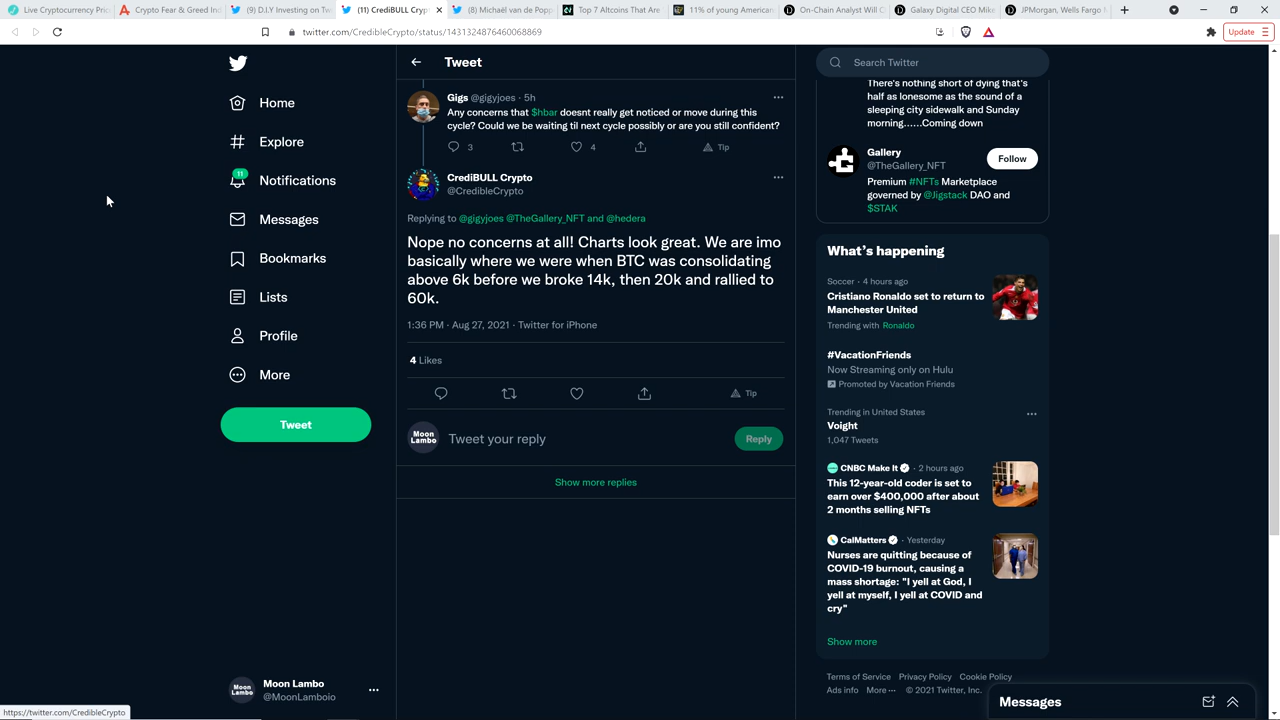 Live Cryptocurrency Pric
Crypto Fear & Greed Ind
(9) D.I.Y Investing on Tw
(11) CrediBULL Cryp
(8) Michaël van de Popp
Top 7 Altcoins That Are
11% of young American
On-Chain Analyst Will C
Galaxy Digital CEO Mike
JPMorgan, Wells Fargo
twitter.com/CredibleCrypto/status/1431324876460068869
Update
Home
Explore
11
Notifications
Messages
Bookmarks
Lists
Profile
More
Tweet
Moon Lambo
Moon Lambo
@MoonLamboio
https://twitter.com/CredibleCrypto
Tweet
Gigs @gigyjoes · 5h
Any concerns that $hbar doesnt really get noticed or move during this
cycle? Could we be waiting til next cycle possibly or are you still confident?
3
4
Tip
CrediBULL Crypto
@CredibleCrypto
Replying to @gigyjoes @TheGallery_NFT and @hedera
Nope no concerns at all! Charts look great. We are imo
basically where we were when BTC was consolidating
above 6k before we broke 14k, then 20k and rallied to
60k.
1:36 PM · Aug 27, 2021 · Twitter for iPhone
4 Likes
Tip
Moon Lambo
Tweet your reply
Reply
Show more replies
Search Twitter
There's nothing short of dying that's
half as lonesome as the sound of a
sleeping city sidewalk and Sunday
morning......Coming down
Gallery
@TheGallery_NFT
Follow
Premium #NFTs Marketplace
governed by @Jigstack DAO and
$STAK
What's happening
Soccer · 4 hours ago
Cristiano Ronaldo set to return to
Manchester United
Trending with Ronaldo
#VacationFriends
Now Streaming only on Hulu
Promoted by Vacation Friends
Trending in United States
Voight
1,047 Tweets
CNBC Make It · 2 hours ago
This 12-year-old coder is set to
earn over $400,000 after about
2 months selling NFTs
CalMatters · Yesterday
Nurses are quitting because of
COVID-19 burnout, causing a
mass shortage: "I yell at God, I
yell at myself, I yell at COVID and
cry"
Show more
Terms of Service Privacy Policy Cookie Policy
Ads info More ··· © 2021 Twitter, Inc.
Messages